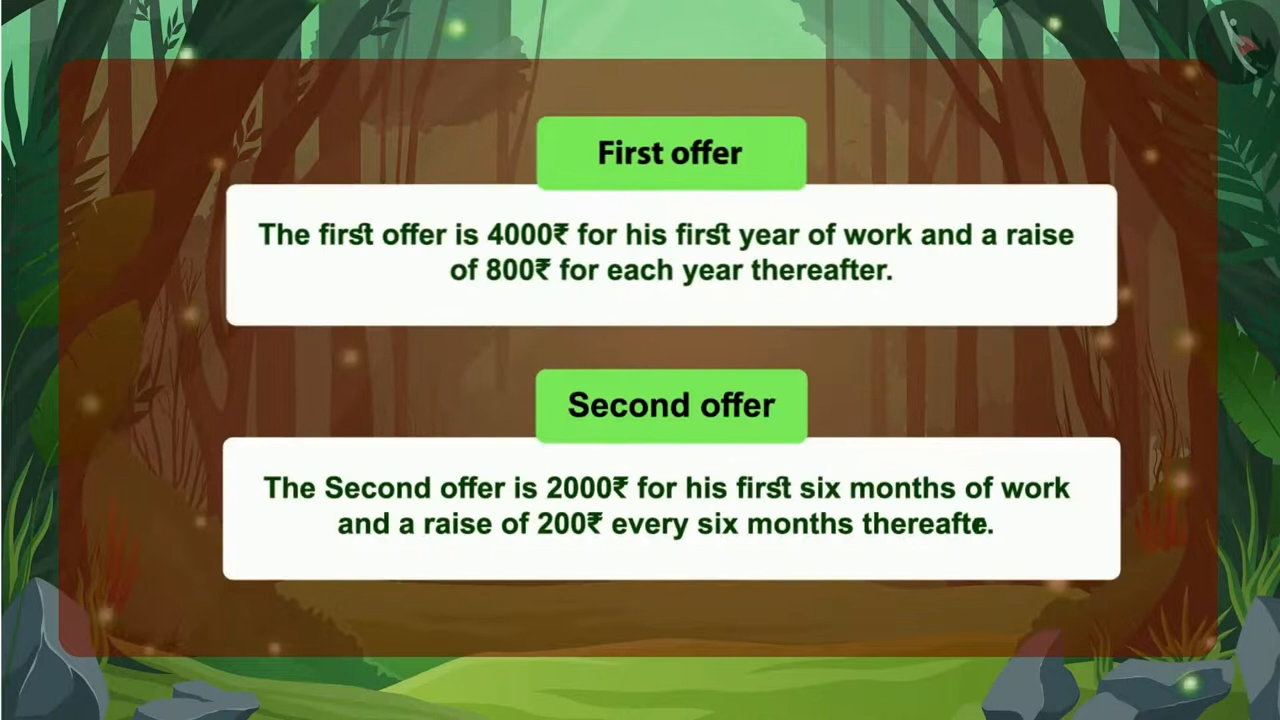 First offer
The first offer is 4000₹ for his first year of work and a raise
of 800₹ for each year thereafter.
Second offer
The Second offer is 2000₹ for his first six months of work
and a raise of 200₹ every six months thereafte.